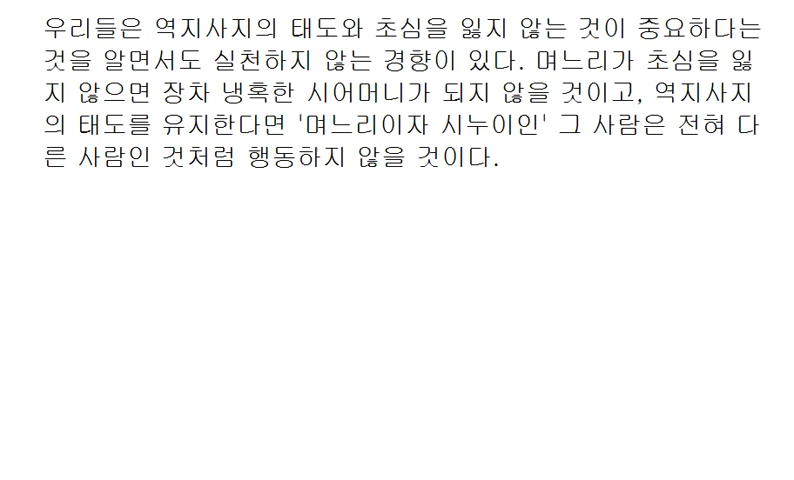 우리들은 역지사지의 태도와 초심을 잃지 않는 것이 중요하다는
것을 알면서도 실천하지 않는 경향이 있다. 며느리가 초심을 잃
지 않으면 장차 냉혹한 시어머니가 되지 않을 것이고, 역지사지
의 태도를 유지한다면 '며느리이자 시누이인' 그 사람은 전혀 다
른 사람인 것처럼 행동하지 않을 것이다.